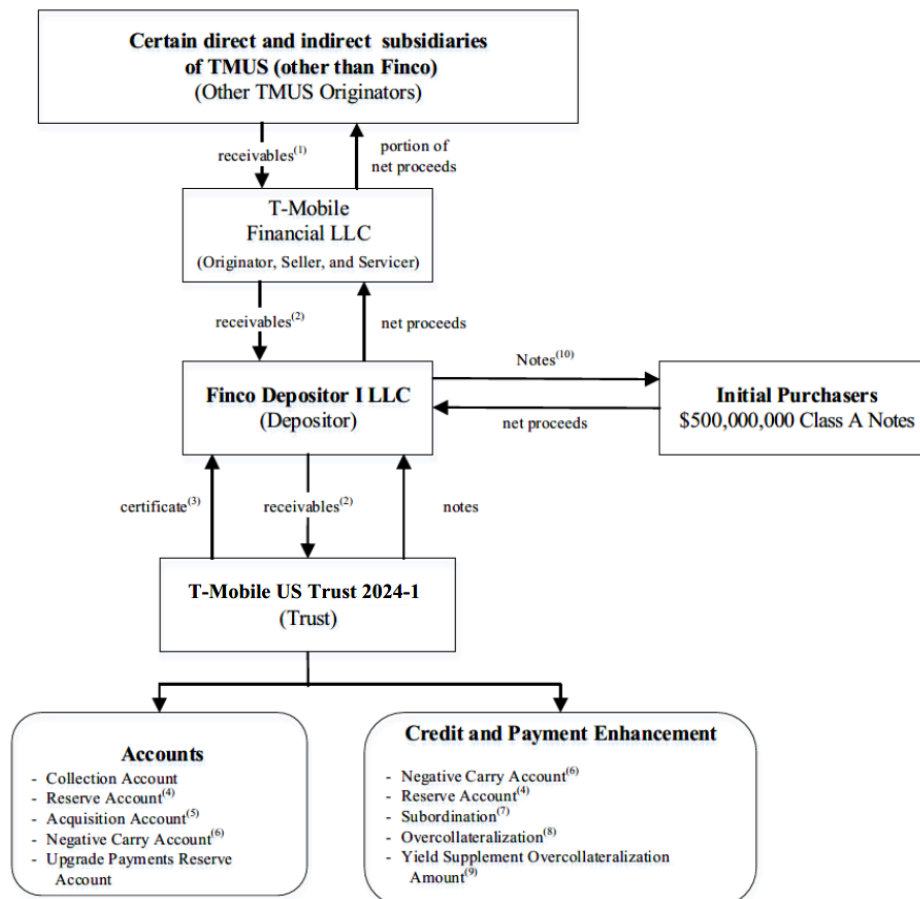 Certain direct and indirect subsidiaries
of TMUS (other than Finco)
(Other TMUS Originators)
receivables(1)
portion of
net proceeds
T-Mobile
Financial LLC
(Originator, Seller, and Servicer)
receivables(2)
net proceeds
Finco Depositor I LLC
(Depositor)
Notes(10)
net proceeds
Initial Purchasers
$500,000,000 Class A Notes
certificate(3)
receivables(2)
notes
T-Mobile US Trust 2024-1
(Trust)
Accounts
- Collection Account
- Reserve Account(4)
- Acquisition Account(5)
- Negative Carry Account(6)
- Upgrade Payments Reserve
Account
Credit and Payment Enhancement
- Negative Carry Account(6)
- Reserve Account(4)
- Subordination(7)
- Overcollateralization(8)
- Yield Supplement Overcollateralization
Amount(9)